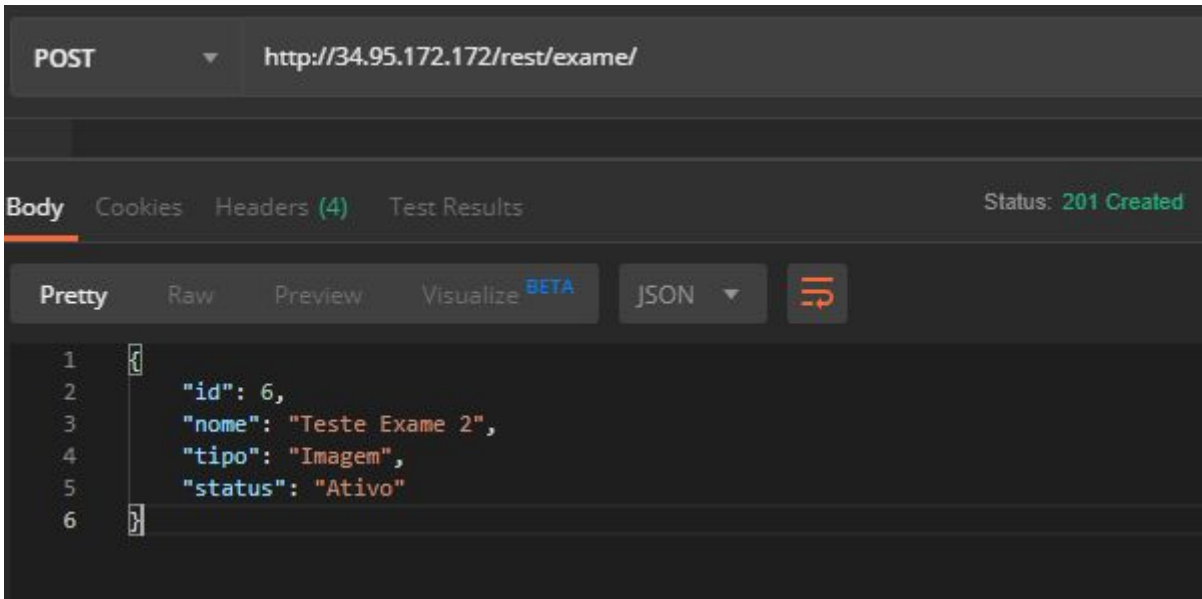 POST http://34.95.172.172/rest/exame/
Body Cookies Headers (4) Test Results Status: 201 Created
Pretty Raw Preview Visualize BETA JSON
1 {
2 "id": 6,
3 "nome": "Teste Exame 2",
4 "tipo": "Imagem",
5 "status": "Ativo"
6 }